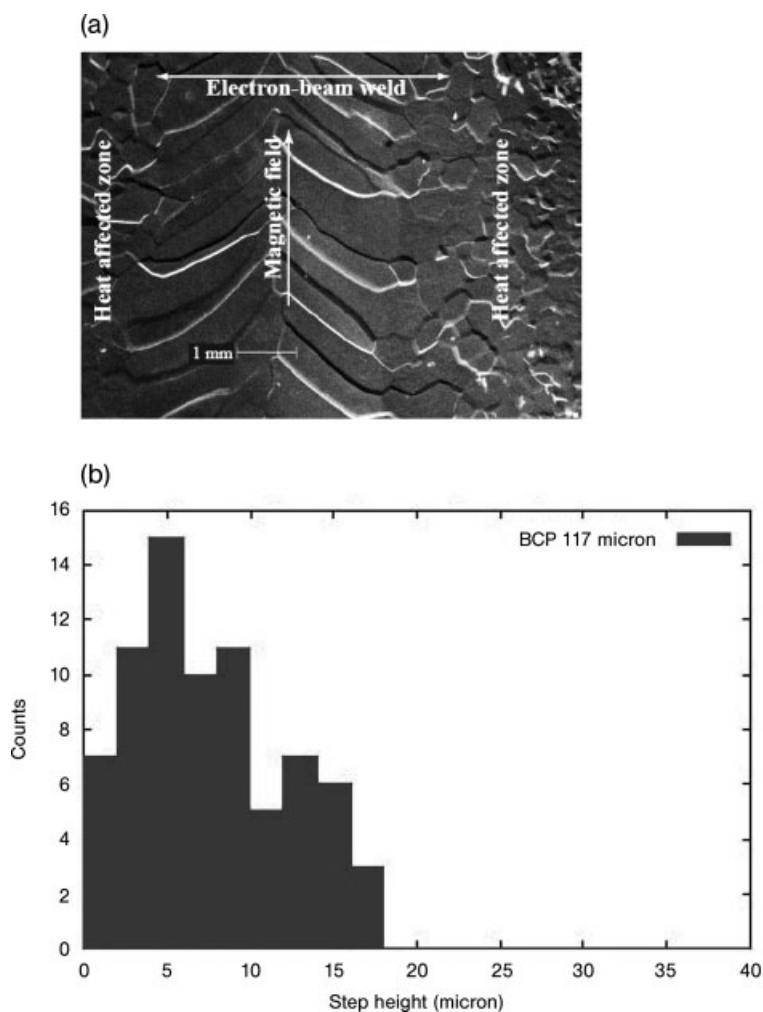 (a)
Electron-beam weld
Heat affected zone
Magnetic field
Heat affected zone
1 mm
(b)
16
14
12
10
8
6
4
2
0
Counts
BCP 117 micron
0 5 10 15 20 25 30 35 40
Step height (micron)